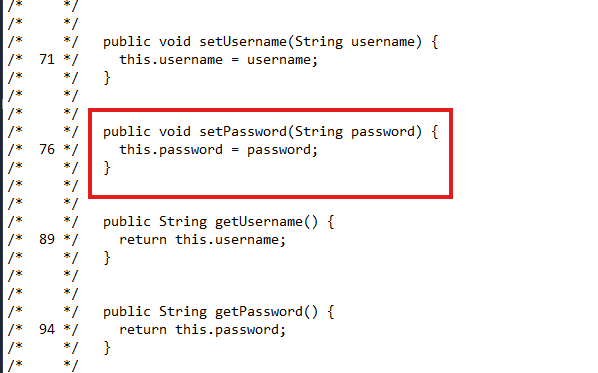 /*     */
/*     */
/*     */   public void setUsername(String username) {
/*  71 */     this.username = username;
/*     */   }
/*     */
/*     */
/*     */   public void setPassword(String password) {
/*  76 */     this.password = password;
/*     */   }
/*     */
/*     */
/*     */   public String getUsername() {
/*  89 */     return this.username;
/*     */   }
/*     */
/*     */
/*     */   public String getPassword() {
/*  94 */     return this.password;
/*     */   }
/*     */